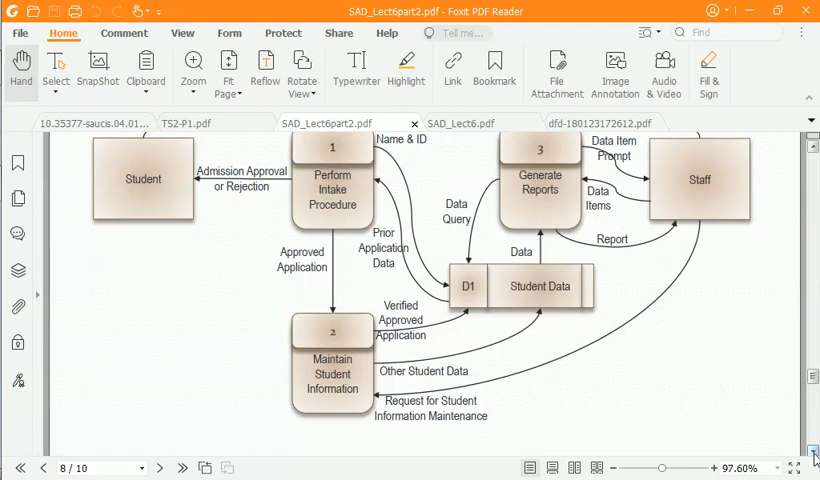 SAD_Lect6part2.pdf - Foxit PDF Reader
File Home Comment View Form Protect Share Help Tell me... Find
Hand Select SnapShot Clipboard Zoom Fit Page Reflow Rotate View Typewriter Highlight Link Bookmark File Attachment Image Annotation Audio & Video Fill & Sign
10.35377-saucis.04.01... TS2-P1.pdf SAD_Lect6part2.pdf SAD_Lect6.pdf dfd-180123172612.pdf
Student
Admission Approval
or Rejection
1
Perform
Intake
Procedure
Name & ID
Prior
Application
Data
Approved
Application
3
Generate
Reports
Data Item
Prompt
Data
Items
Staff
Report
Data
Query
Data
D1 Student Data
2
Maintain
Student
Information
Verified
Approved
Application
Other Student Data
Request for Student
Information Maintenance
8 / 10
97.60%